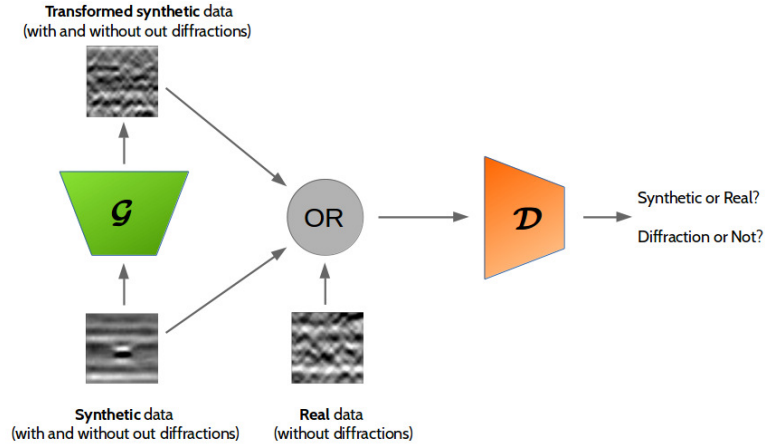 Transformed synthetic data
(with and without out diffractions)
G
OR
D
Synthetic or Real?
Diffraction or Not?
Synthetic data
(with and without out diffractions)
Real data
(without diffractions)